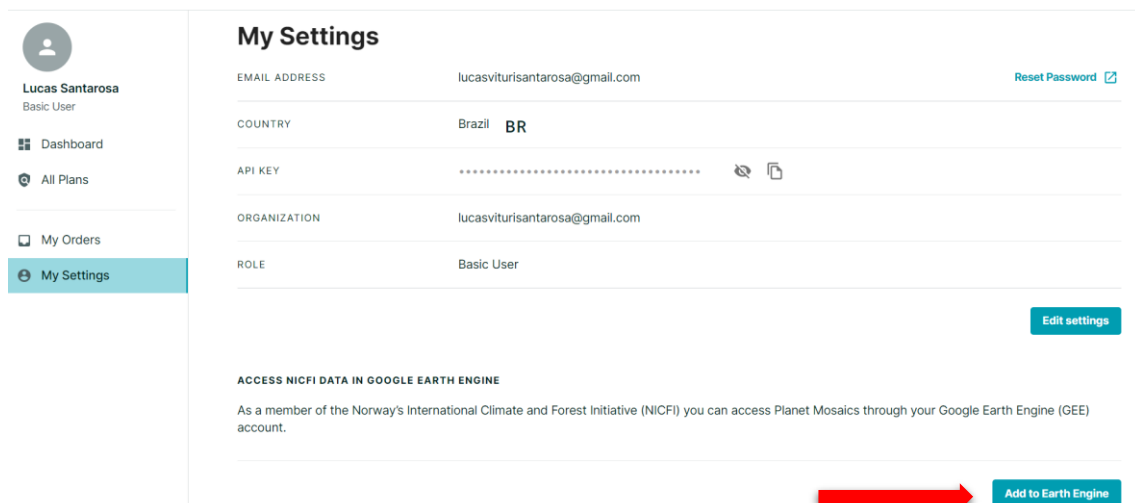 Lucas Santarosa
Basic User
Dashboard
All Plans
My Orders
My Settings
My Settings
EMAIL ADDRESS lucasviturisantarosa@gmail.com Reset Password
COUNTRY Brazil BR
API KEY ••••••••••••••••••••••••••••••••••••
ORGANIZATION lucasviturisantarosa@gmail.com
ROLE Basic User
Edit settings
ACCESS NICFI DATA IN GOOGLE EARTH ENGINE
As a member of the Norway's International Climate and Forest Initiative (NICFI) you can access Planet Mosaics through your Google Earth Engine (GEE)
account.
Add to Earth Engine